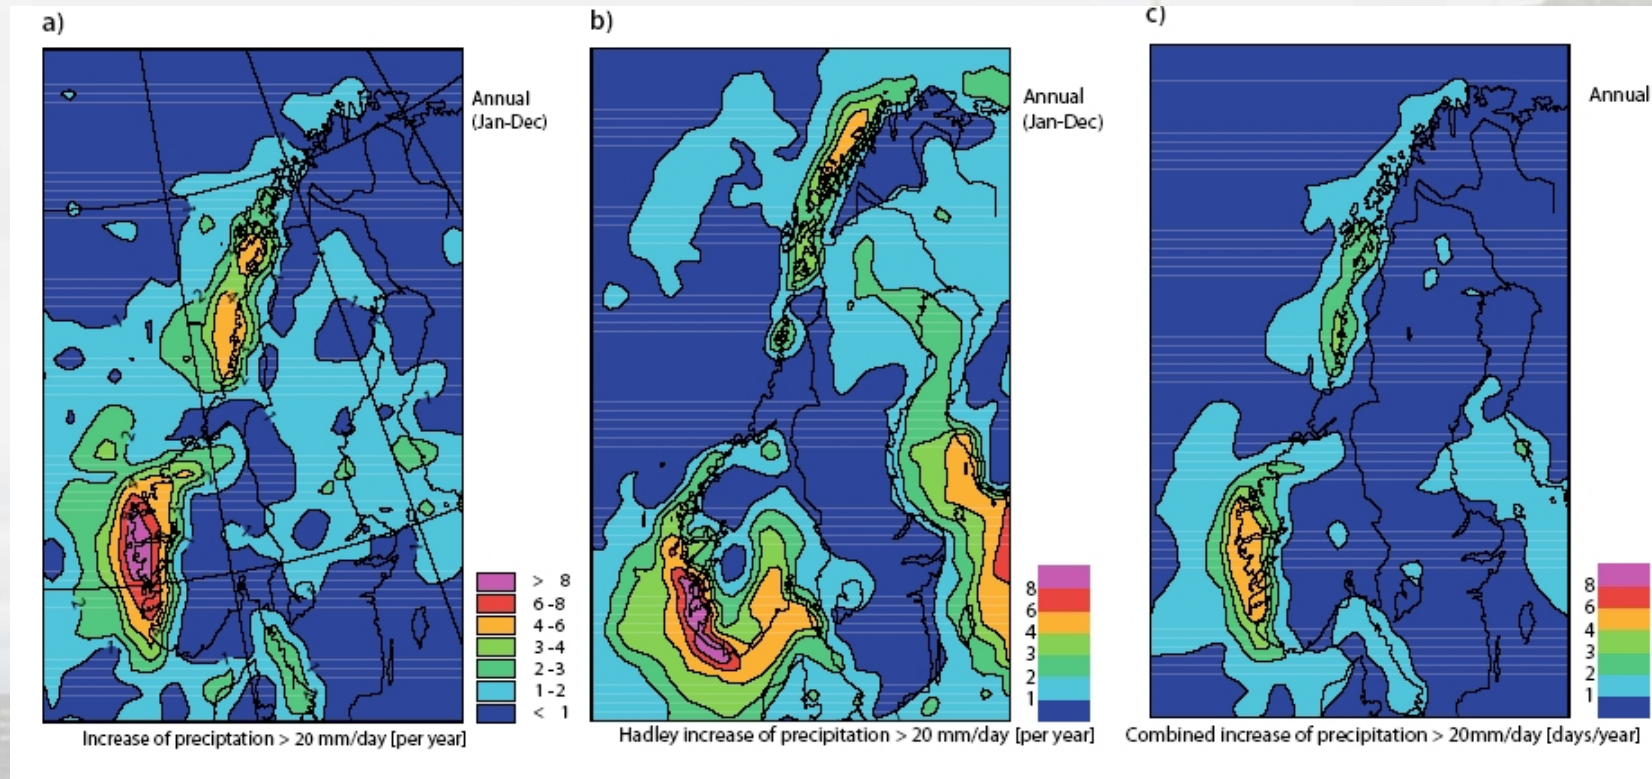 a)
Annual
(Jan-Dec)
> 8
6-8
4-6
3-4
2-3
1-2
< 1
Increase of preciptation > 20 mm/day [per year]
b)
Annual
(Jan-Dec)
8
6
4
3
2
1
Hadley increase of precipitation > 20 mm/day [per year]
c)
Annual
8
6
4
3
2
1
Combined increase of precipitation > 20mm/day [days/year]